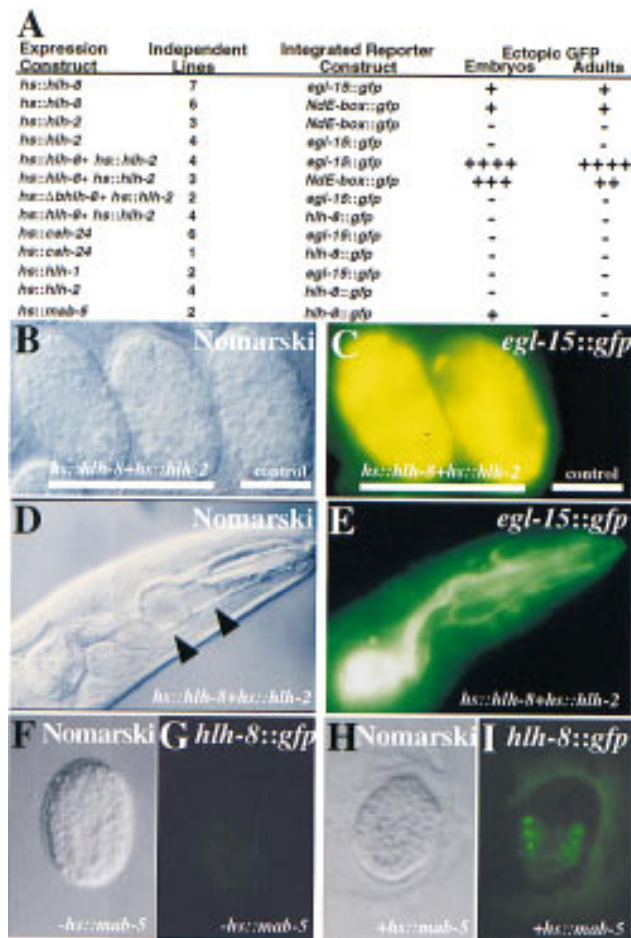 A
Expression Independent Integrated Reporter Ectopic GFP
Construct Lines Construct Embryos Adults
hs::hlh-8 7 egl-15::gfp + +
hs::hlh-8 6 NdE-box::gfp + +
hs::hlh-2 3 NdE-box::gfp - -
hs::hlh-2 4 egl-15::gfp - -
hs::hlh-8+ hs::hlh-2 4 egl-15::gfp ++++ ++++
hs::hlh-8+ hs::hlh-2 3 NdE-box::gfp +++ ++
hs::Δbhlh-8+ hs::hlh-2 2 egl-15::gfp - -
hs::hlh-8+ hs::hlh-2 4 hlh-8::gfp - -
hs::ceh-24 6 egl-15::gfp - -
hs::ceh-24 1 hlh-8::gfp - -
hs::hlh-1 2 egl-15::gfp - -
hs::hlh-2 4 hlh-8::gfp - -
hs::mab-5 2 hlh-8::gfp + -
B Nomarski
hs::hlh-8+hs::hlh-2 control
C egl-15::gfp
hs::hlh-8+hs::hlh-2 control
D Nomarski
hs::hlh-8+hs::hlh-2
E egl-15::gfp
hs::hlh-8+hs::hlh-2
F Nomarski
-hs::mab-5
G hlh-8::gfp
-hs::mab-5
H Nomarski
+hs::mab-5
I hlh-8::gfp
+hs::mab-5